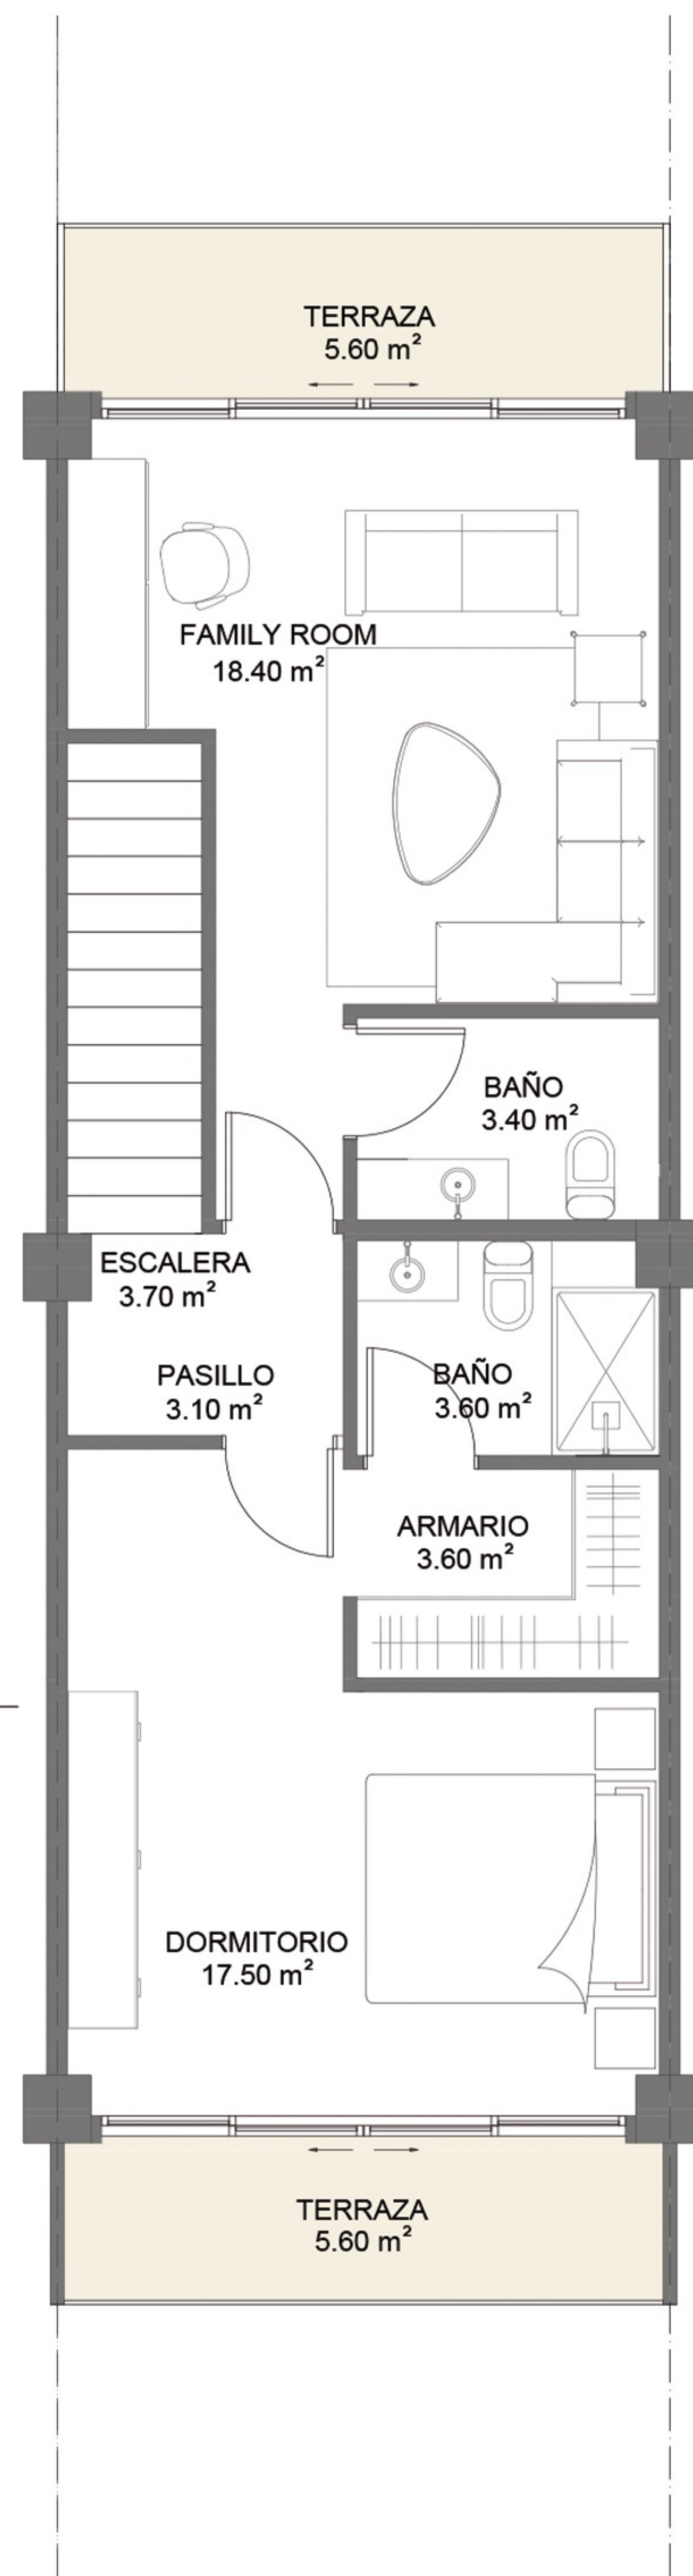 TERRAZA
5.60 m²
FAMILY ROOM
18.40 m²
BAÑO
3.40 m²
ESCALERA
3.70 m²
PASILLO
3.10 m²
BAÑO
3.60 m²
ARMARIO
3.60 m²
DORMITORIO
17.50 m²
TERRAZA
5.60 m²